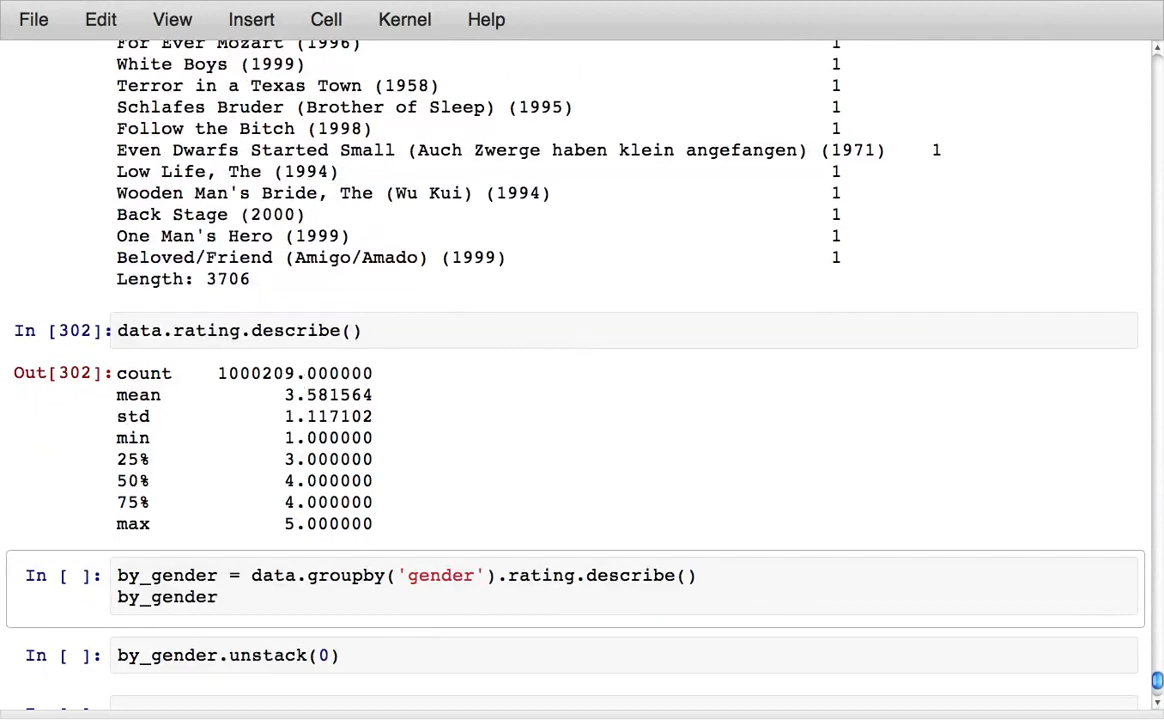 File Edit View Insert Cell Kernel Help
For Ever Mozart (1996) 1
White Boys (1999) 1
Terror in a Texas Town (1958) 1
Schlafes Bruder (Brother of Sleep) (1995) 1
Follow the Bitch (1998) 1
Even Dwarfs Started Small (Auch Zwerge haben klein angefangen) (1971) 1
Low Life, The (1994) 1
Wooden Man's Bride, The (Wu Kui) (1994) 1
Back Stage (2000) 1
One Man's Hero (1999) 1
Beloved/Friend (Amigo/Amado) (1999) 1
Length: 3706
In [302]: data.rating.describe()
Out[302]: count 1000209.000000
mean 3.581564
std 1.117102
min 1.000000
25% 3.000000
50% 4.000000
75% 4.000000
max 5.000000
In [ ]: by_gender = data.groupby('gender').rating.describe()
by_gender
In [ ]: by_gender.unstack(0)